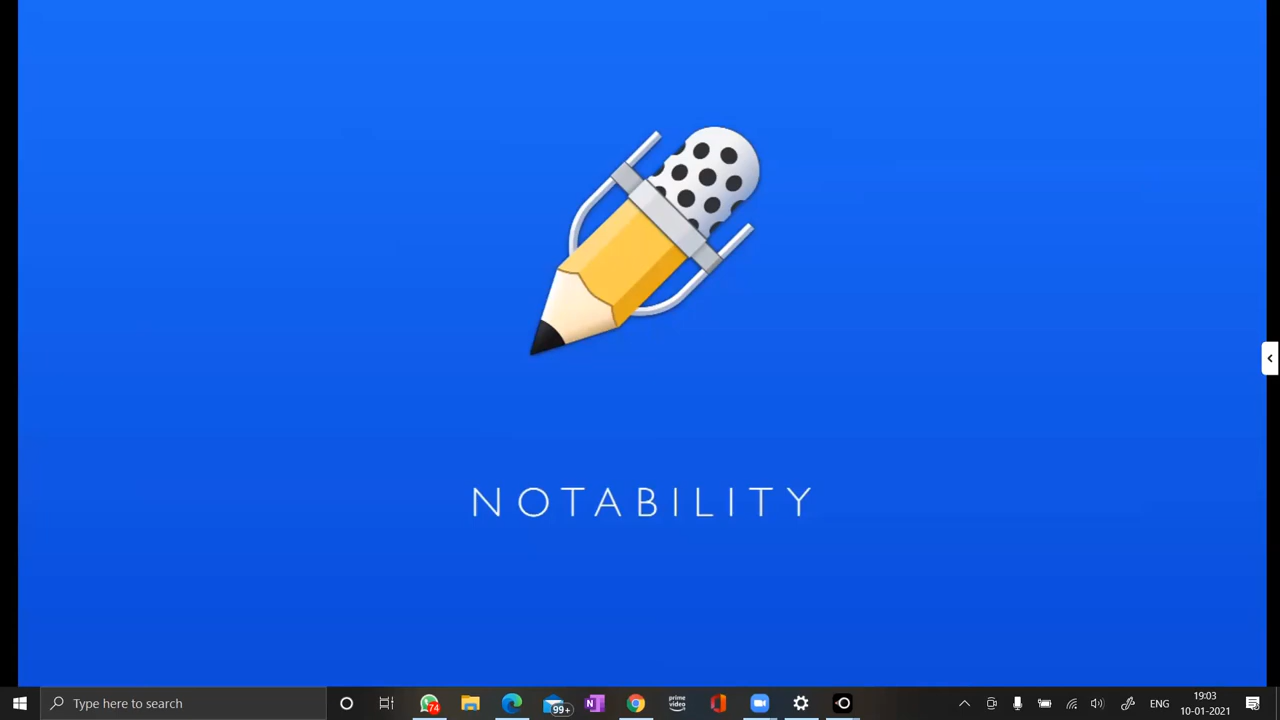 NOTABILITY
Type here to search
74
99+
N
prime video
ENG
19:03
10-01-2021